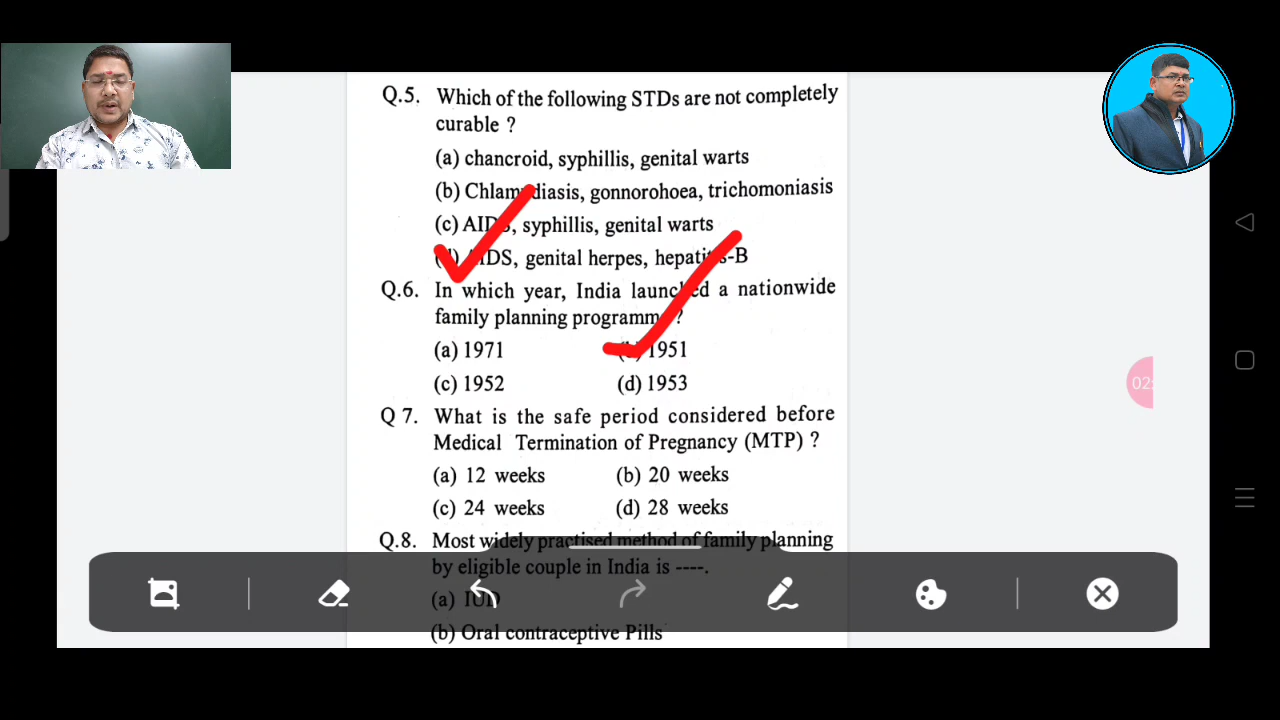 Q.5. Which of the following STDs are not completely
curable ?
(a) chancroid, syphillis, genital warts
(b) Chlamydiasis, gonnorohoea, trichomoniasis
(c) AIDS, syphillis, genital warts
(d) AIDS, genital herpes, hepatitis-B
Q.6. In which year, India launched a nationwide
family planning programme ?
(a) 1971 (b) 1951
(c) 1952 (d) 1953
Q 7. What is the safe period considered before
Medical Termination of Pregnancy (MTP) ?
(a) 12 weeks (b) 20 weeks
(c) 24 weeks (d) 28 weeks
Q.8. Most widely practised method of family planning
by eligible couple in India is ----.
(a) IUD
(b) Oral contraceptive Pills